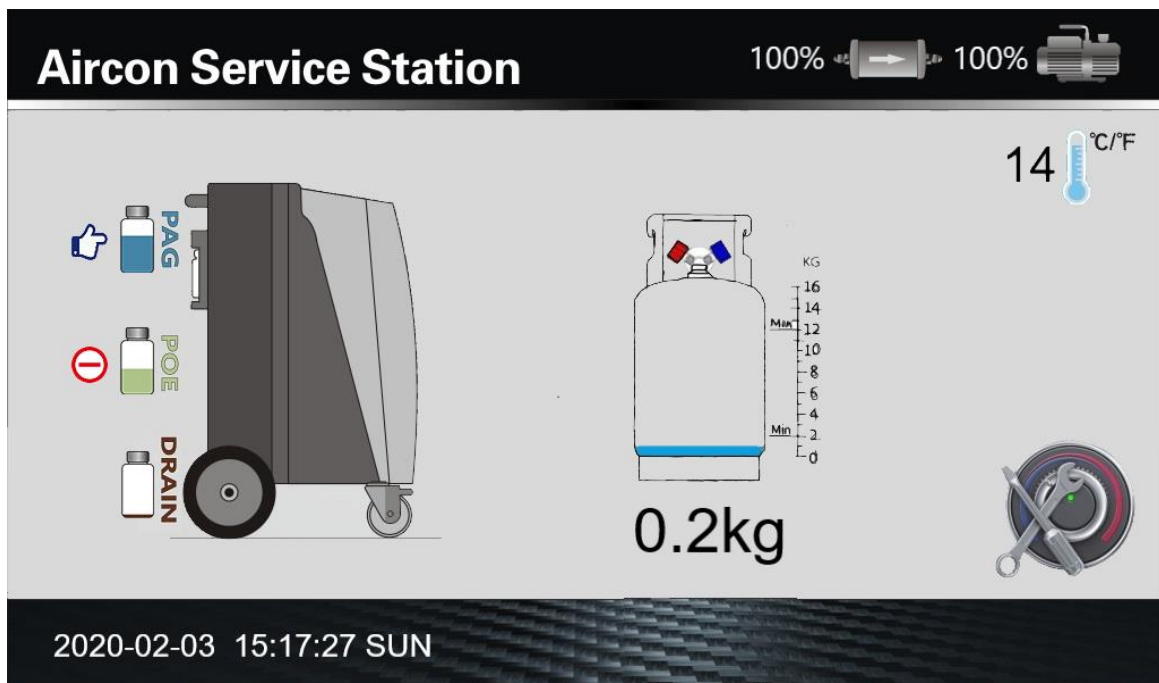 Aircon Service Station
100%
100%
14
°C/°F
PAG
POE
DRAIN
KG
16
14
Max
12
10
8
6
4
Min
2
0
0.2kg
2020-02-03 15:17:27 SUN